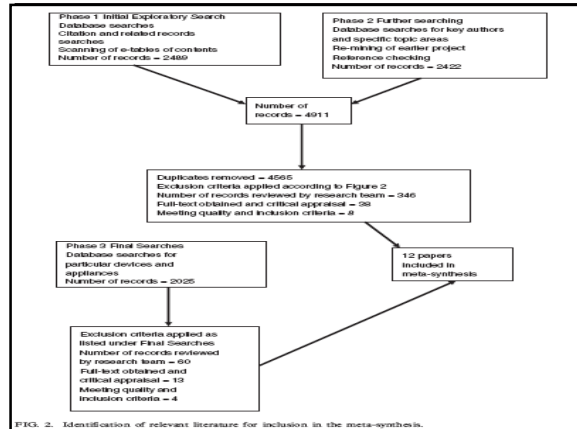 Phase 1 Initial Exploratory Search
Database searches
Citation and related records
searches
Scanning of e-tables of contents
Number of records = 2489
Phase 2 Further searching
Database searches for key authors
and specific topic areas
Re-mining of earlier project
Reference checking
Number of records = 2422
Number of
records = 4911
Duplicates removed = 4565
Exclusion criteria applied according to Figure 2
Number of records reviewed by research team = 346
Full-text obtained and critical appraisal = 38
Meeting quality and inclusion criteria = 8
Phase 3 Final Searches
Database searches for
particular devices and
appliances
Number of records = 2025
12 papers
included in
meta-synthesis
Exclusion criteria applied as
listed under Final Searches
Number of records reviewed
by research team = 60
Full-text obtained and
critical appraisal = 13
Meeting quality and
inclusion criteria = 4
FIG. 2. Identification of relevant literature for inclusion in the meta-synthesis.